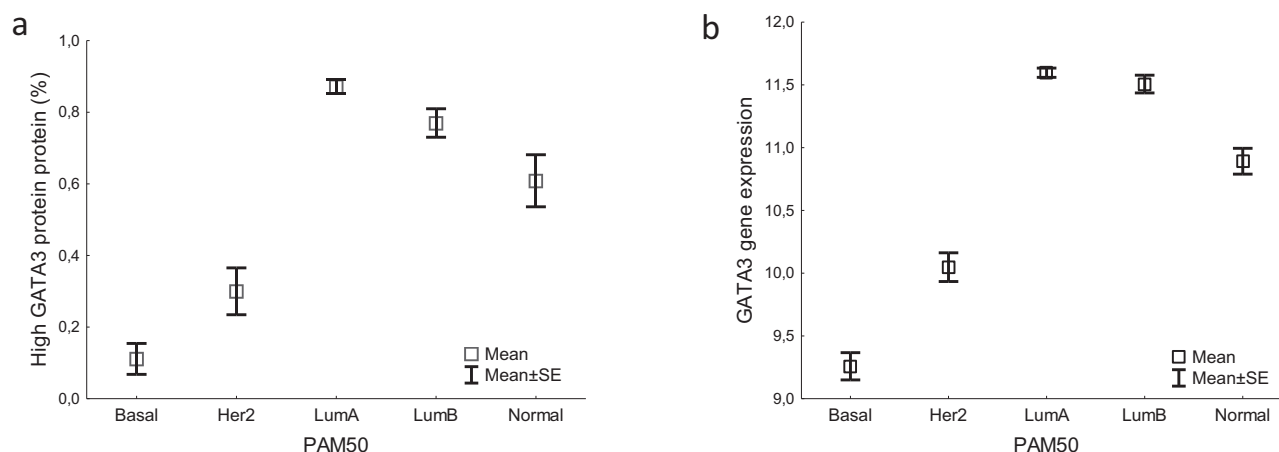 a
High GATA3 protein protein (%)
1,0
0,8
0,6
0,4
0,2
0,0
Mean
Mean±SE
Basal Her2 LumA LumB Normal
PAM50
b
GATA3 gene expression
12,0
11,5
11,0
10,5
10,0
9,5
9,0
Mean
Mean±SE
Basal Her2 LumA LumB Normal
PAM50